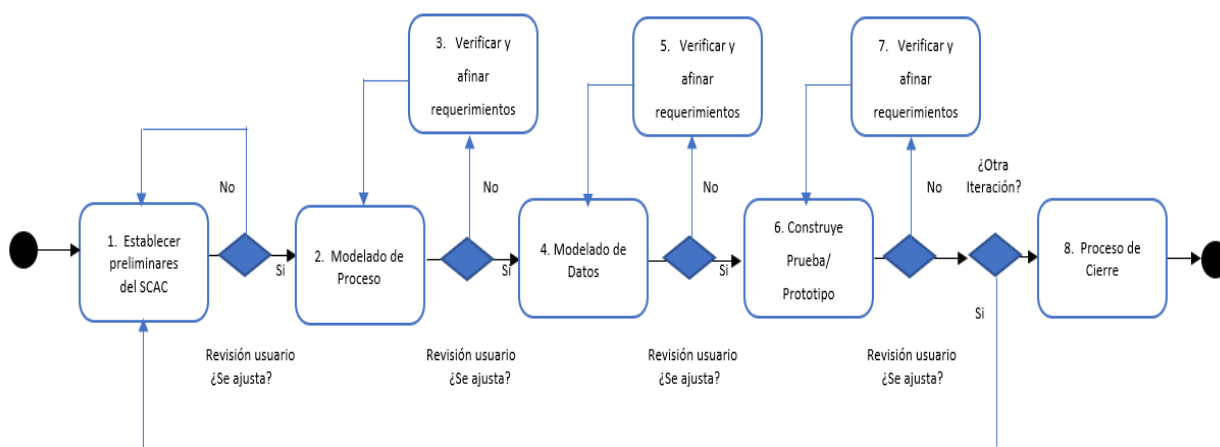 3. Verificar y
afinar
requerimientos
5. Verificar y
afinar
requerimientos
7. Verificar y
afinar
requerimientos
No
No
No
No
¿Otra
Iteración?
1. Establecer
preliminares
del SCAC
Si
2. Modelado de
Proceso
Si
4. Modelado de
Datos
Si
6. Construye
Prueba/
Prototipo
8. Proceso de
Cierre
Si
Revisión usuario
¿Se ajusta?
Revisión usuario
¿Se ajusta?
Revisión usuario
¿Se ajusta?
Revisión usuario
¿Se ajusta?